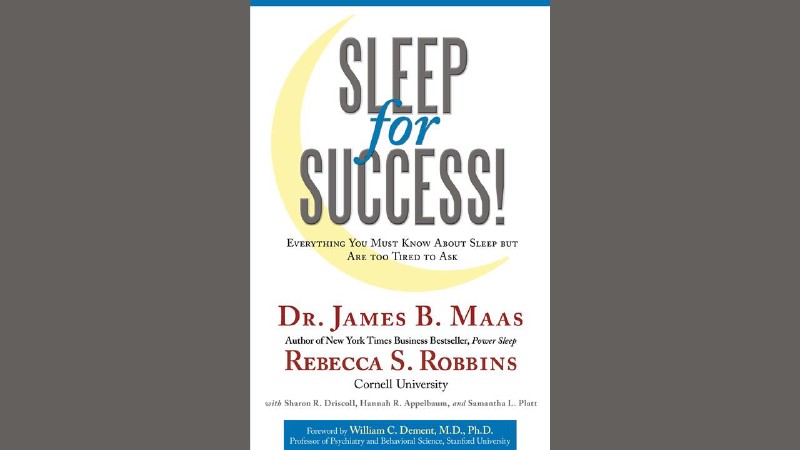 SLEEP
for
SUCCESS!
EVERYTHING YOU MUST KNOW ABOUT SLEEP BUT
ARE TOO TIRED TO ASK
DR. JAMES B. MAAS
Author of New York Times Business Bestseller, Power Sleep
REBECCA S. ROBBINS
Cornell University
with Sharon R. Driscoll, Hannah R. Appelbaum, and Samantha L. Platt
Foreword by William C. Dement, M.D., Ph.D.
Professor of Psychiatry and Behavioral Science, Stanford University